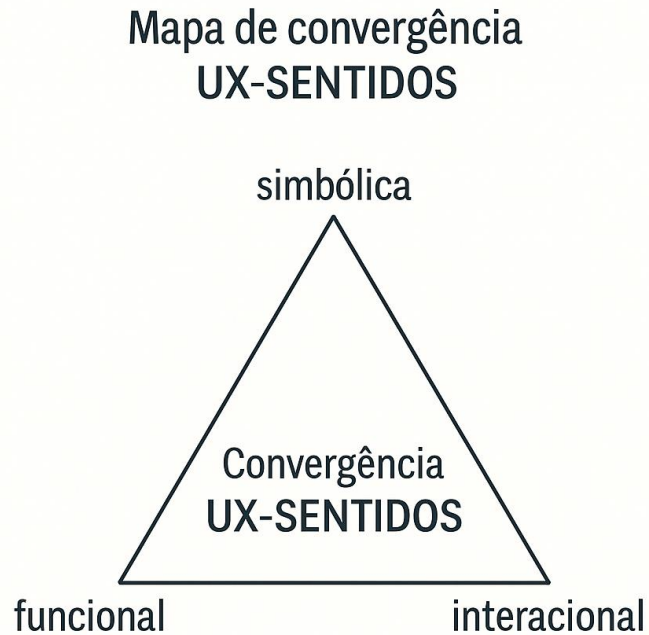 Mapa de convergência
UX-SENTIDOS
simbólica
Convergência
UX-SENTIDOS
funcional
interacional